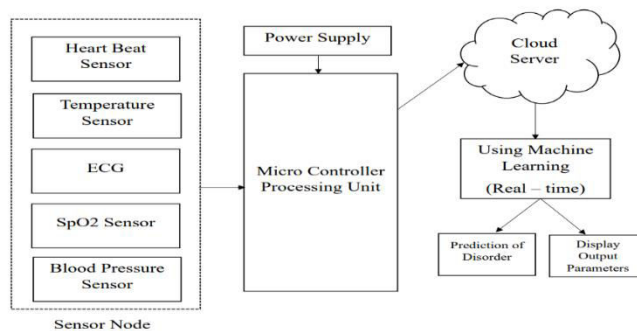 Heart Beat
Sensor
Temperature
Sensor
ECG
SpO2 Sensor
Blood Pressure
Sensor
Sensor Node
Power Supply
Micro Controller
Processing Unit
Cloud
Server
Using Machine
Learning
(Real – time)
Prediction of
Disorder
Display
Output
Parameters